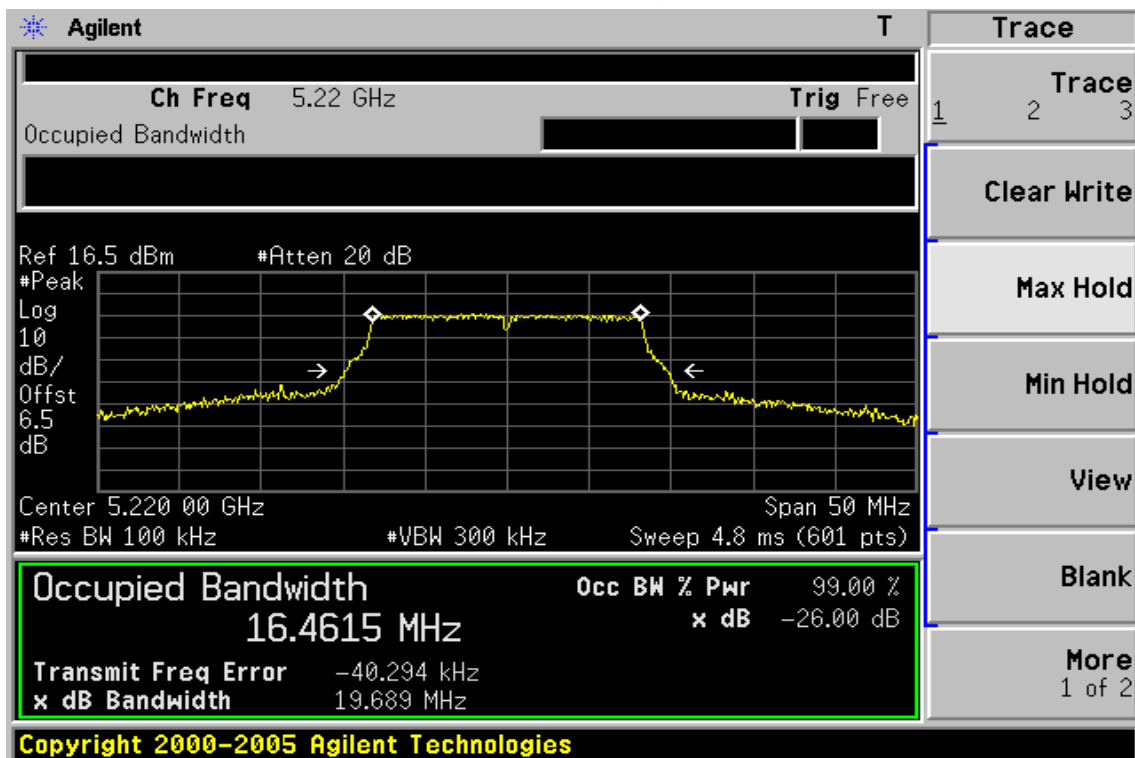 Agilent T
Ch Freq 5.22 GHz Trig Free
Occupied Bandwidth
Ref 16.5 dBm #Atten 20 dB
#Peak
Log
10
dB/
Offst
6.5
dB
Center 5.220 00 GHz Span 50 MHz
#Res BW 100 kHz #VBW 300 kHz Sweep 4.8 ms (601 pts)
Occupied Bandwidth Occ BW % Pwr 99.00 %
16.4615 MHz x dB -26.00 dB
Transmit Freq Error -40.294 kHz
x dB Bandwidth 19.689 MHz
Copyright 2000-2005 Agilent Technologies
Trace
Trace
1 2 3
Clear Write
Max Hold
Min Hold
View
Blank
More
1 of 2